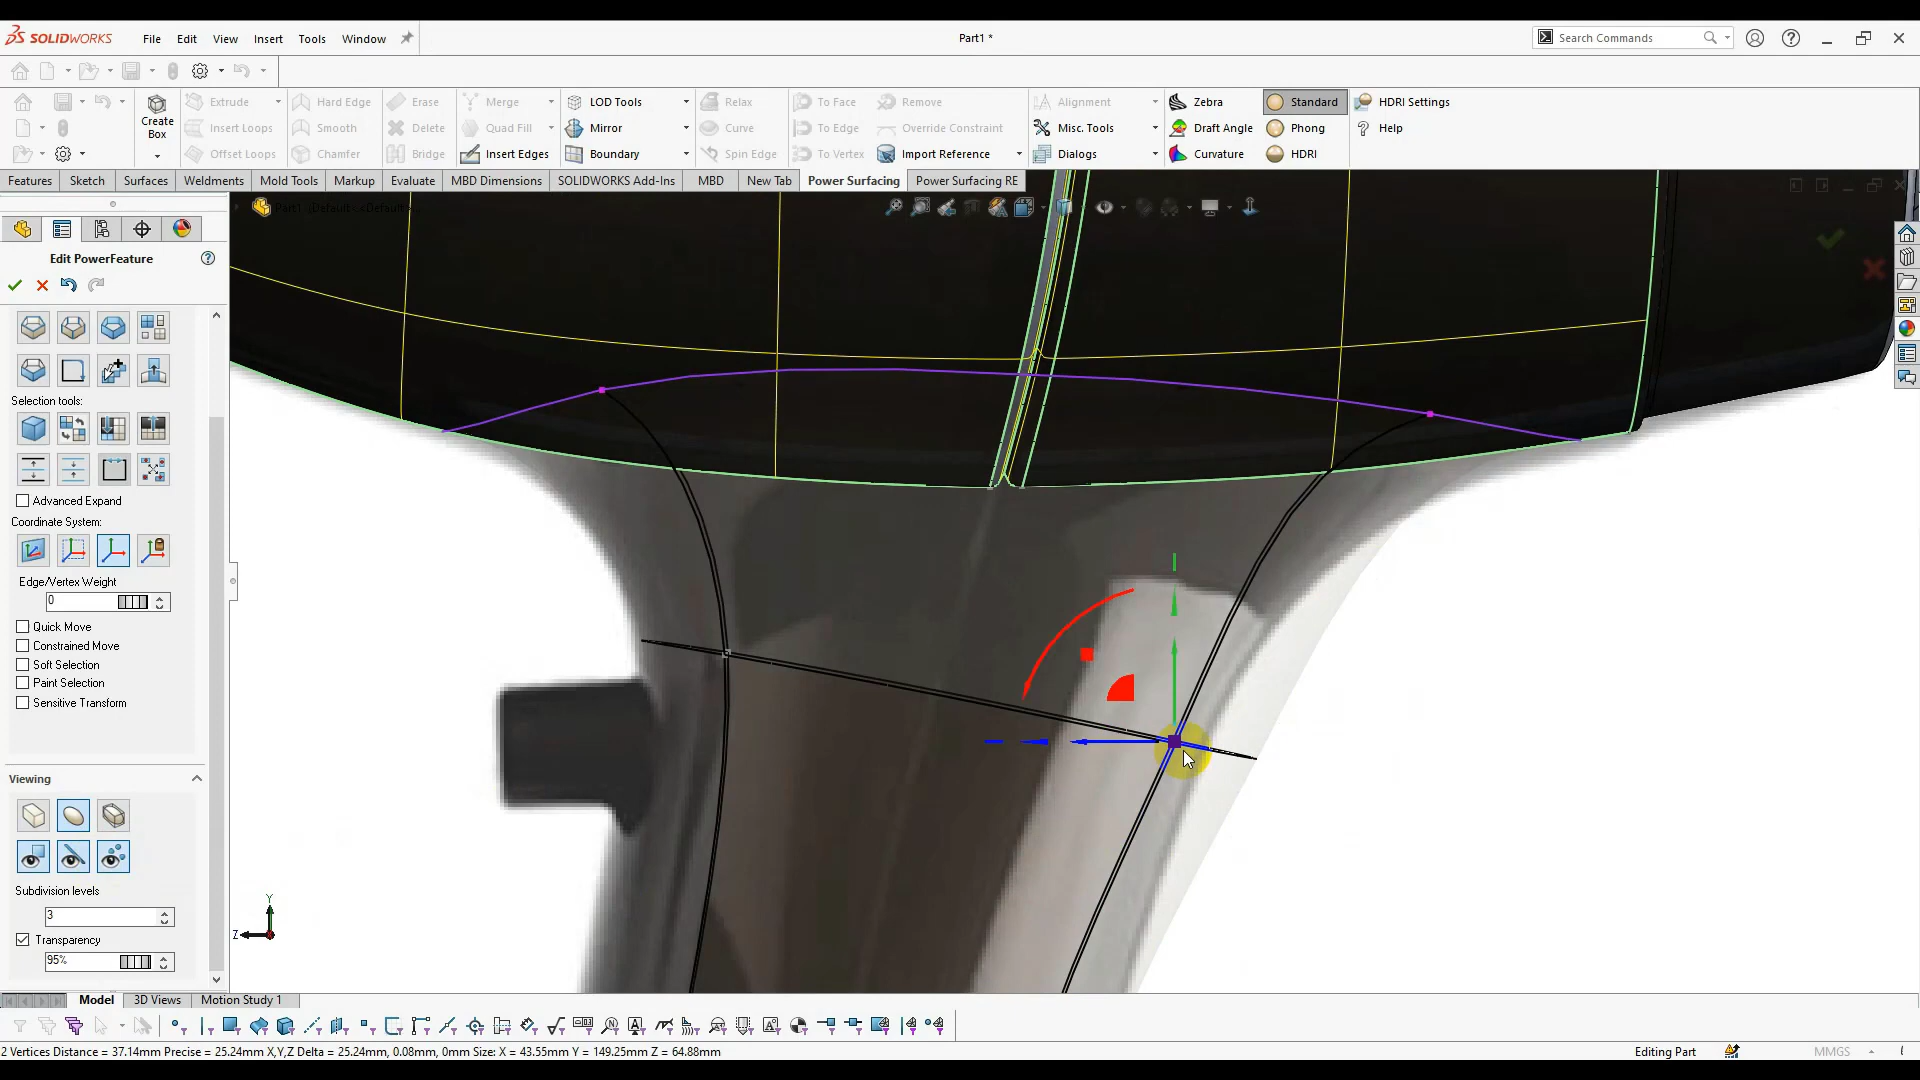 SOLIDWORKS File Edit View Insert Tools Window Part1 * Search Commands
Extrude Hard Edge Erase Merge LOD Tools Relax To Face Remove Alignment Zebra Standard HDRI Settings
Create Box Insert Loops Smooth Delete Quad Fill Mirror Curve To Edge Override Constraint Misc. Tools Draft Angle Phong Help
Offset Loops Chamfer Bridge Insert Edges Boundary Spin Edge To Vertex Import Reference Dialogs Curvature HDRI
Features Sketch Surfaces Weldments Mold Tools Markup Evaluate MBD Dimensions SOLIDWORKS Add-Ins MBD New Tab Power Surfacing Power Surfacing RE
Part1 (Default) <<Default>...
Edit PowerFeature
Selection tools:
Advanced Expand
Coordinate System:
Edge/Vertex Weight
0
Quick Move
Constrained Move
Soft Selection
Paint Selection
Sensitive Transform
Viewing
Subdivision levels
3
Transparency
95%
Y
Z
Model 3D Views Motion Study 1
2 Vertices Distance = 37.14mm Precise = 25.24mm X,Y,Z Delta = 25.24mm, 0.08mm, 0mm Size: X = 43.55mm Y = 149.25mm Z = 64.88mm Editing Part MMGS